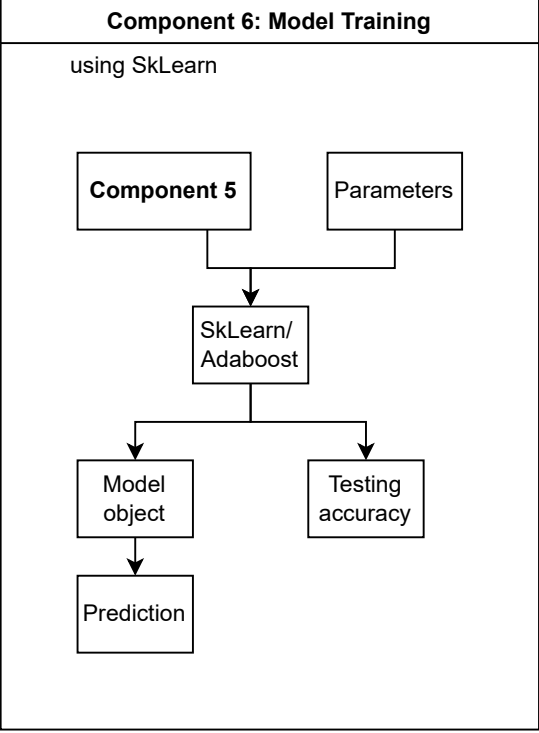 Component 6: Model Training
using SkLearn
Component 5
Parameters
SkLearn/
Adaboost
Model
object
Testing
accuracy
Prediction